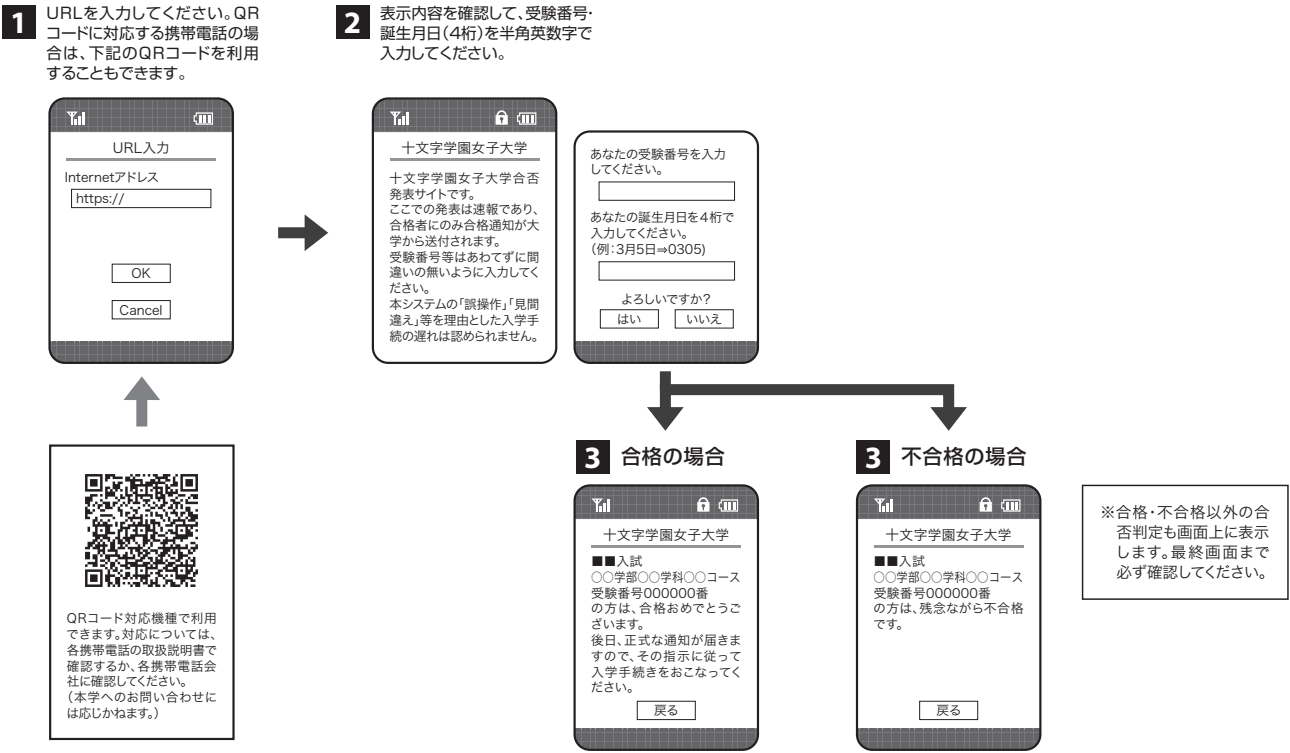 1
URLを入力してください。QR
コードに対応する携帯電話の場
合は、下記のQRコードを利用
することもできます。
URL入力
Internetアドレス
https://
OK
Cancel
QRコード対応機種で利用
できます。対応については、
各携帯電話の取扱説明書で
確認するか、各携帯電話会
社に確認してください。
(本学へのお問い合わせに
は応じかねます。)
2
表示内容を確認して、受験番号・
誕生月日(4桁)を半角英数字で
入力してください。
十文字学園女子大学
十文字学園女子大学合否
発表サイトです。
ここでの発表は速報であり、
合格者にのみ合格通知が大
学から送付されます。
受験番号等はあわてずに間
違いの無いように入力してく
ださい。
本システムの「誤操作」「見間
違え」等を理由とした入学手
続の遅れは認められません。
あなたの受験番号を入力
してください。
あなたの誕生月日を4桁で
入力してください。
(例:3月5日⇒0305)
よろしいですか?
はい いいえ
3 合格の場合
十文字学園女子大学
■■入試
○○学部○○学科○○コース
受験番号000000番
の方は、合格おめでとうご
ざいます。
後日、正式な通知が届きま
すので、その指示に従って
入学手続きをおこなってく
ださい。
戻る
3 不合格の場合
十文字学園女子大学
■■入試
○○学部○○学科○○コース
受験番号000000番
の方は、残念ながら不合格
です。
戻る
※合格・不合格以外の合
否判定も画面上に表示
します。最終画面まで
必ず確認してください。